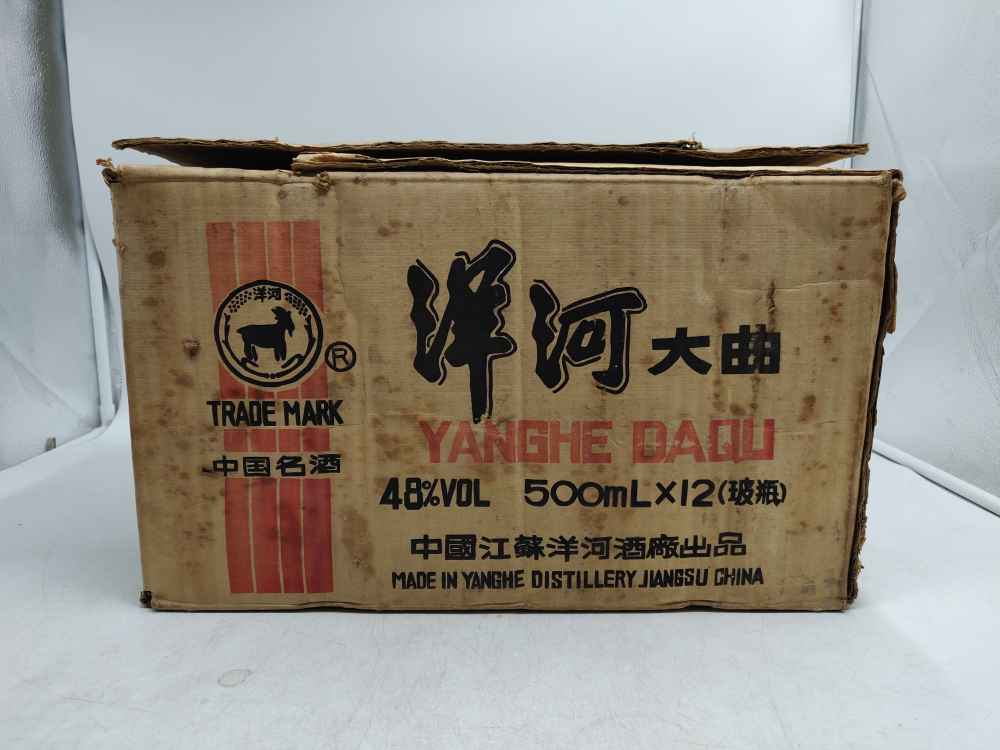 洋河
®
TRADE MARK
中国名酒
洋河大曲
YANGHE DAQU
48%VOL 500mL×12(玻瓶)
中國江蘇洋河酒廠出品
MADE IN YANGHE DISTILLERY JIANGSU CHINA